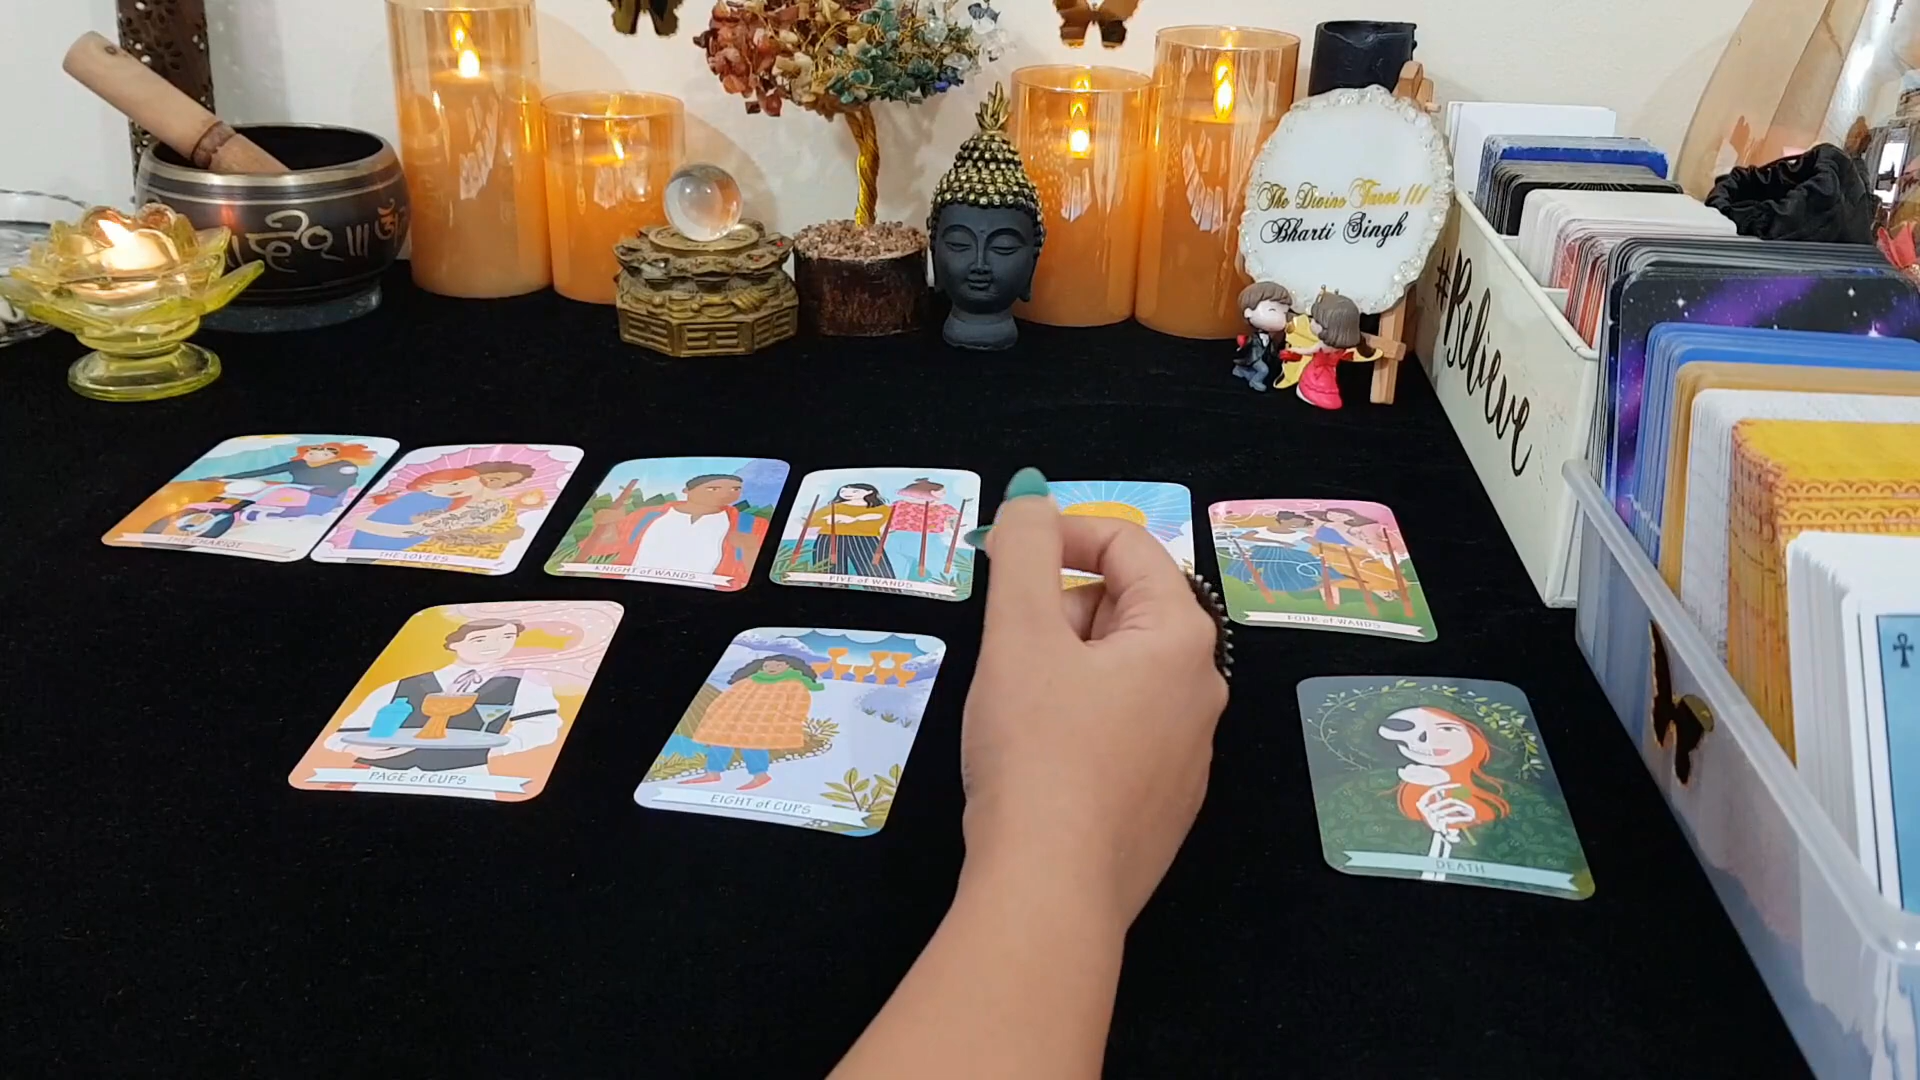 The Divine Tarot 111
Bharti Singh
#Believe
THE CHARIOT
THE LOVERS
KNIGHT of WANDS
FIVE of WANDS
FOUR of WANDS
PAGE of CUPS
EIGHT of CUPS
DEATH